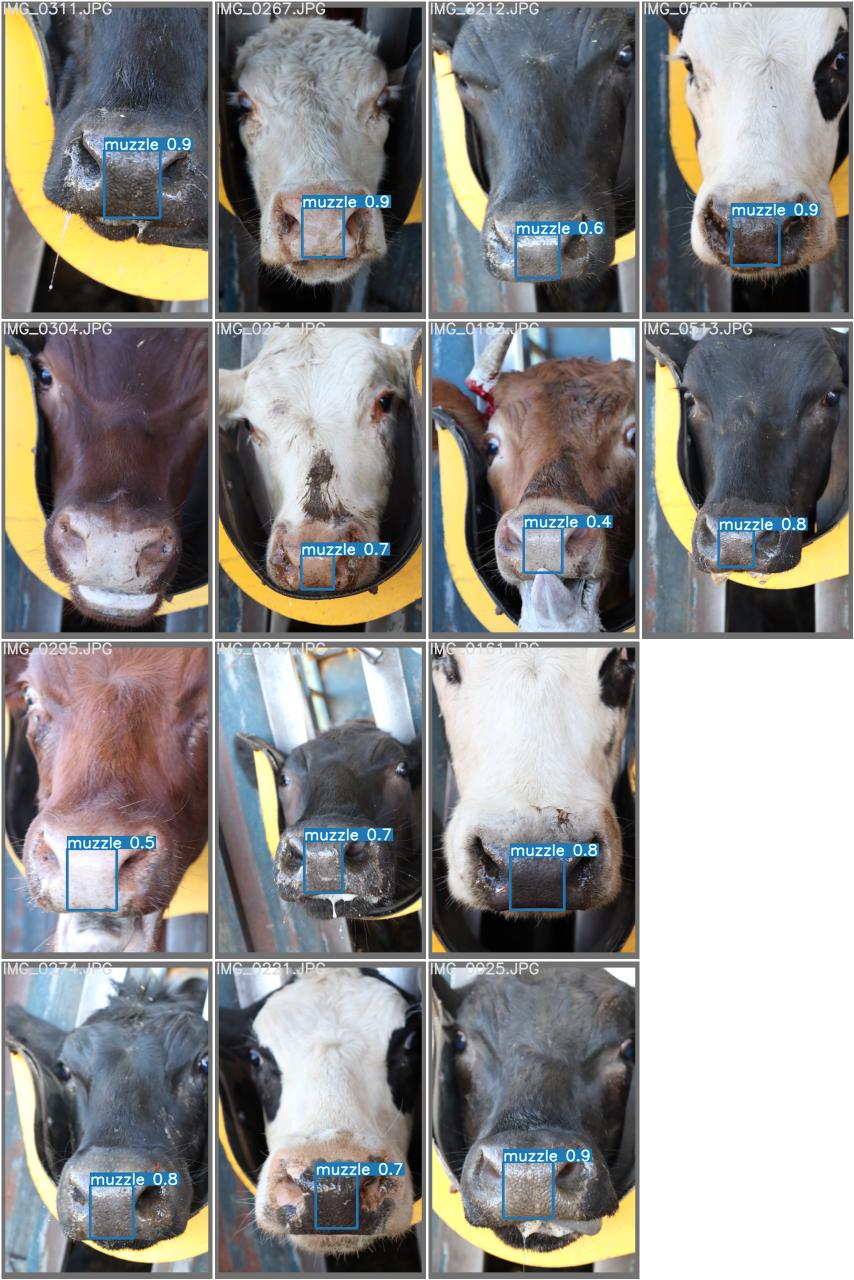 IMG_0311.JPG
IMG_0267.JPG
IMG_0212.JPG
IMG_0506.JPG
muzzle 0.9
muzzle 0.9
muzzle 0.6
muzzle 0.9
IMG_0304.JPG
IMG_0254.JPG
IMG_0183.JPG
IMG_0513.JPG
muzzle 0.7
muzzle 0.4
muzzle 0.8
IMG_0295.JPG
IMG_0247.JPG
IMG_0161.JPG
muzzle 0.5
muzzle 0.7
muzzle 0.8
IMG_0274.JPG
IMG_0221.JPG
IMG_0925.JPG
muzzle 0.8
muzzle 0.7
muzzle 0.9